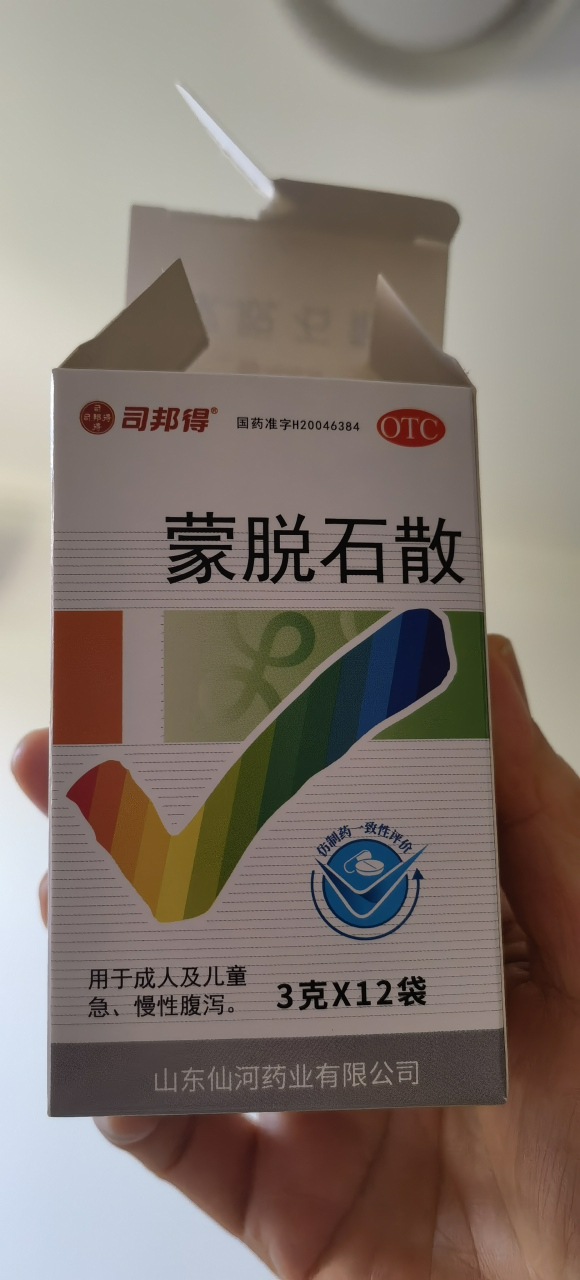 司邦得®
国药准字H20046384
OTC
蒙脱石散
仿制药一致性评价
用于成人及儿童
急、慢性腹泻。
3克X12袋
山东仙河药业有限公司